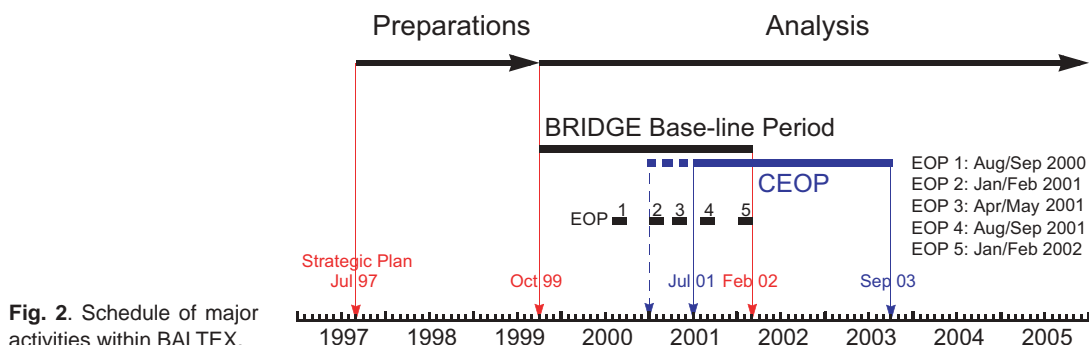 Preparations
Analysis
BRIDGE Base-line Period
CEOP
EOP 1: Aug/Sep 2000
EOP 2: Jan/Feb 2001
EOP 3: Apr/May 2001
EOP 4: Aug/Sep 2001
EOP 5: Jan/Feb 2002
EOP 1 2 3 4 5
Strategic Plan
Jul 97
Oct 99
Jul 01
Feb 02
Sep 03
1997 1998 1999 2000 2001 2002 2003 2004 2005
Fig. 2. Schedule of major
activities within BALTEX.